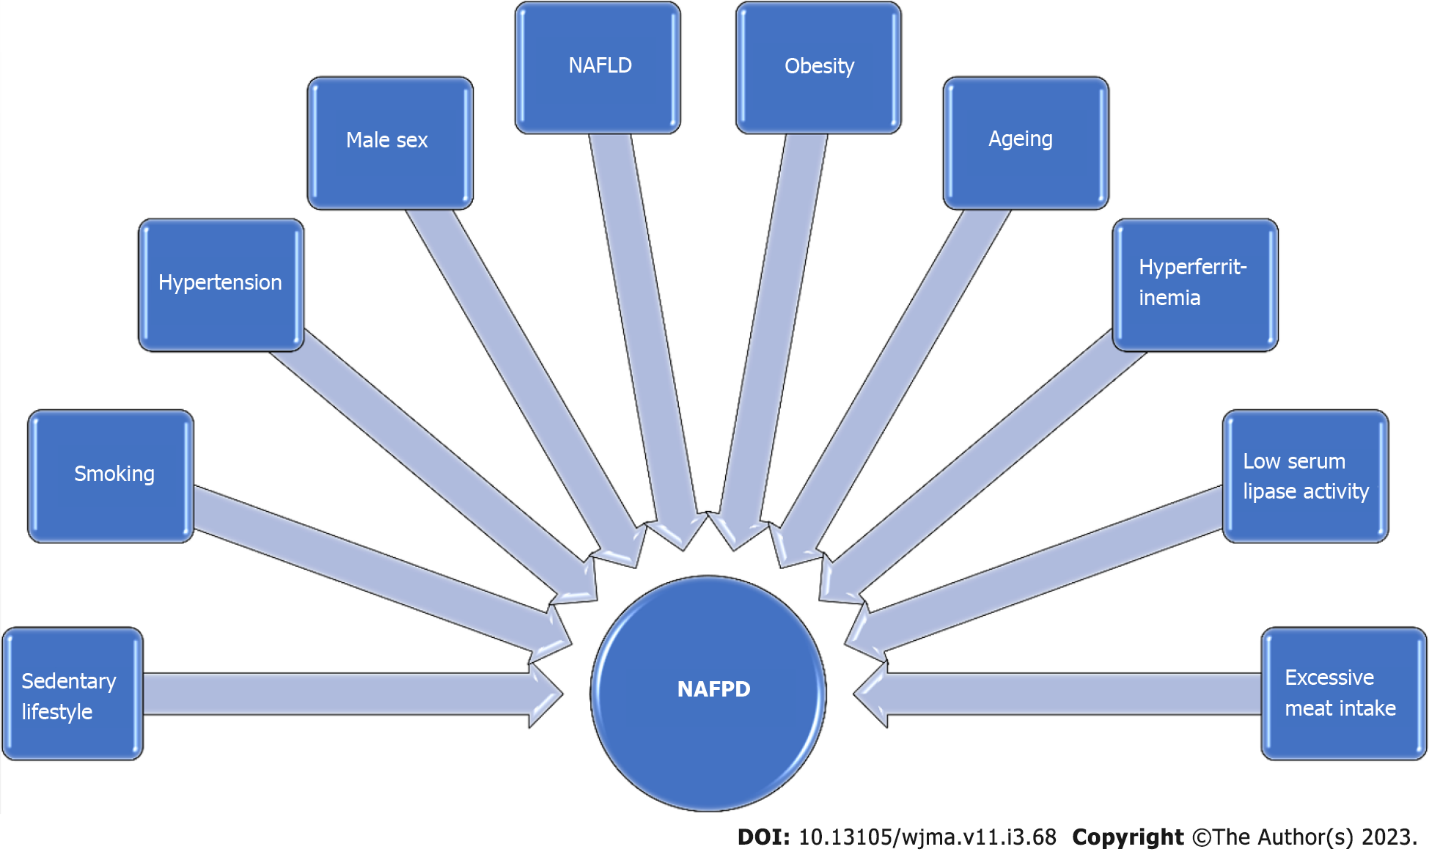 NAFLD
Obesity
Male sex
Ageing
Hypertension
Hyperferrit-
inemia
Smoking
Low serum
lipase activity
Sedentary
lifestyle
NAFPD
Excessive
meat intake
DOI: 10.13105/wjma.v11.i3.68 Copyright ©The Author(s) 2023.